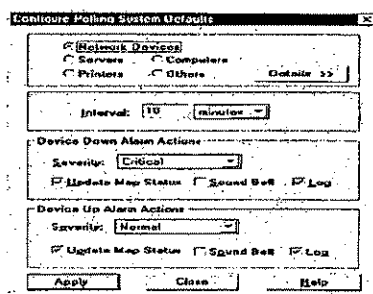 Configure Polling System Defaults
Network Devices
Servers Computers
Printers Others Details >>
Interval: 10 minutes
Device Down Alarm Actions
Severity: Critical
Update Map Status Sound Bell Log
Device Up Alarm Actions
Severity: Normal
Update Map Status Sound Bell Log
Apply Close Help